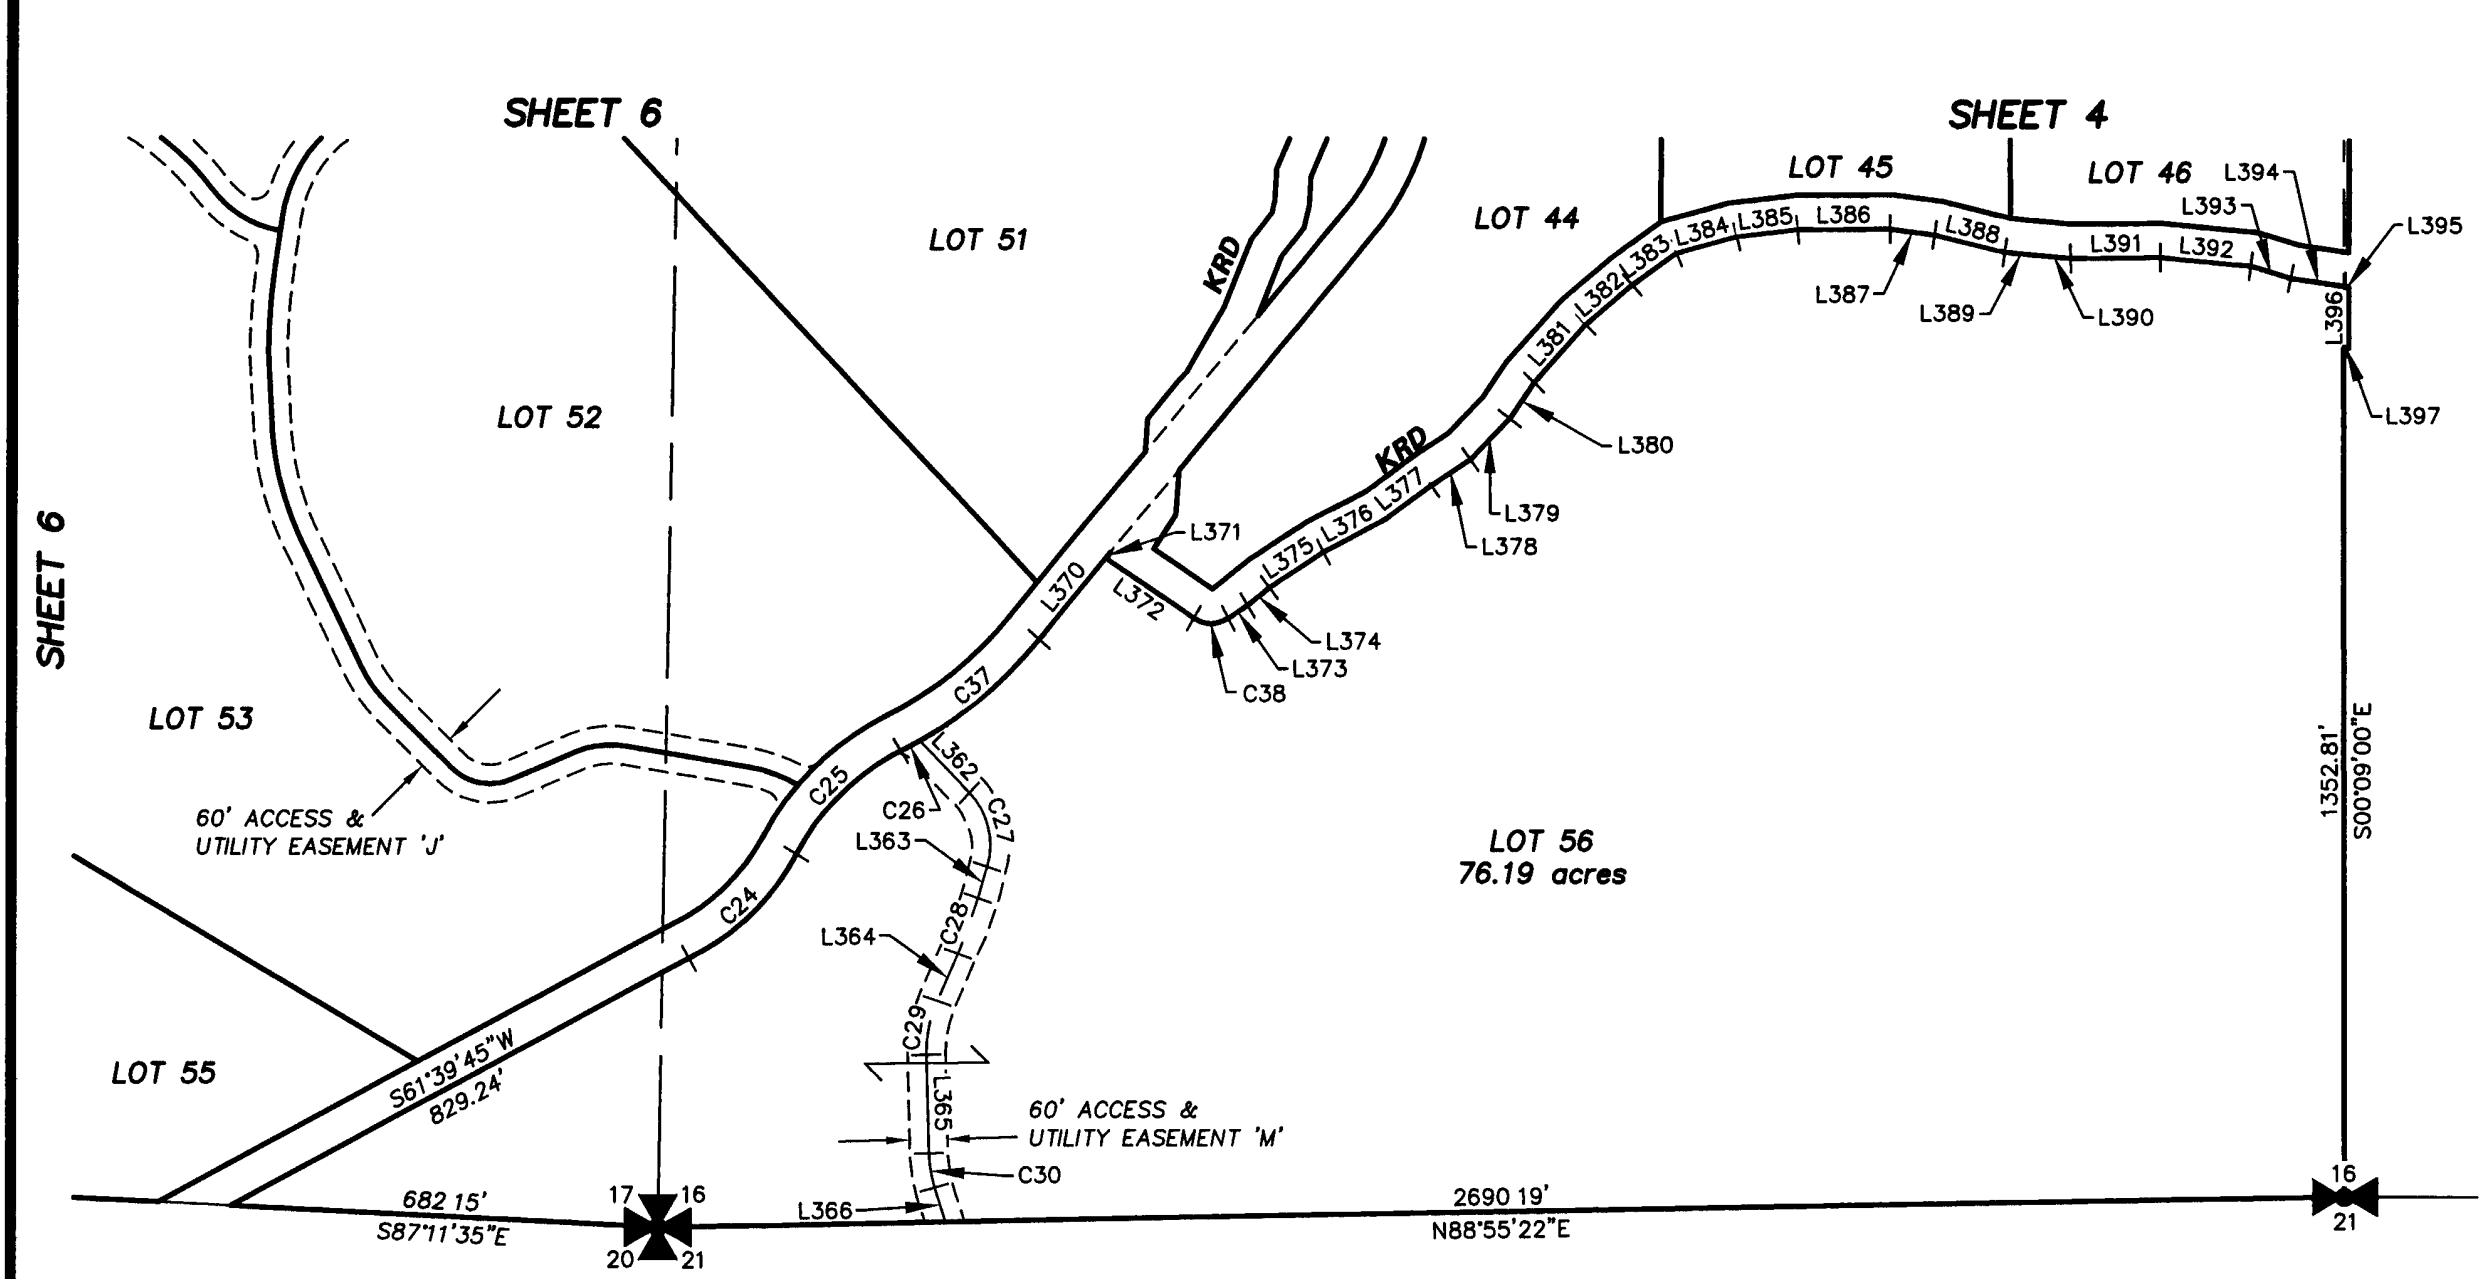 SHEET 6
SHEET 4
LOT 45
LOT 46
L394
L393
L395
LOT 44
LOT 51
KRD
L383
L384
L385
L386
L387
L388
L389
L390
L391
L392
L396
L397
L382
L381
L380
KRD
L379
L378
L377
L376
L375
L374
L373
C38
L372
L371
L370
LOT 52
SHEET 6
LOT 53
C37
L362
C25
C26
C27
60' ACCESS &
UTILITY EASEMENT 'J'
L363
LOT 56
76.19 acres
1352.81'
S00°09'00"E
C24
C28
L364
C29
LOT 55
S61°39'45"W
829.24'
L365
60' ACCESS &
UTILITY EASEMENT 'M'
C30
L366
682 15'
S87°11'35"E
17 16
20 21
2690 19'
N88°55'22"E
16
21